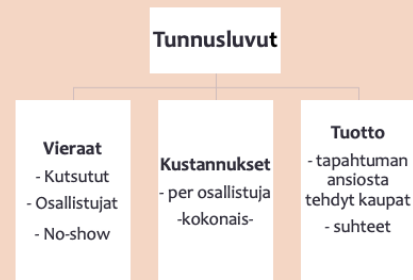 Tunnusluvut
Vieraat
- Kutsutut
- Osallistujat
- No-show
Kustannukset
- per osallistuja
-kokonais-
Tuotto
- tapahtuman
ansiosta
tehdyt kaupat
- suhteet